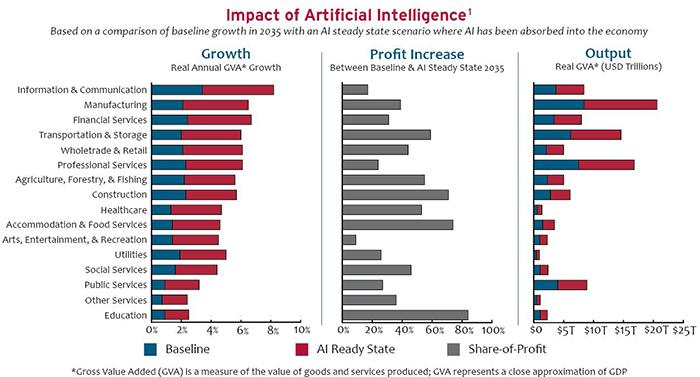 Impact of Artificial Intelligence¹
Based on a comparison of baseline growth in 2035 with an AI steady state scenario where AI has been absorbed into the economy
Growth
Real Annual GVA* Growth
Profit Increase
Between Baseline & AI Steady State 2035
Output
Real GVA* (USD Trillions)
Information & Communication
Manufacturing
Financial Services
Transportation & Storage
Wholetrade & Retail
Professional Services
Agriculture, Forestry, & Fishing
Construction
Healthcare
Accommodation & Food Services
Arts, Entertainment, & Recreation
Utilities
Social Services
Public Services
Other Services
Education
0% 2% 4% 6% 8% 10%
0% 20% 40% 60% 80% 100%
$0 $5T $10T $15T $20T $25T
Baseline AI Ready State Share-of-Profit
*Gross Value Added (GVA) is a measure of the value of goods and services produced; GVA represents a close approximation of GDP